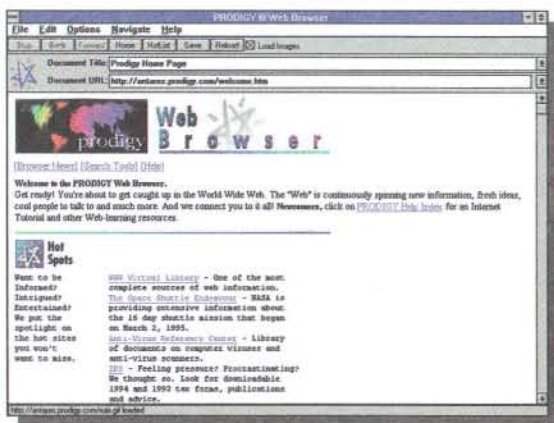 PRODIGY ® Web Browser
File Edit Options Navigate Help
Stop Back Forward Home HotList Save Reload Load Images
Document Title: Prodigy Home Page
Document URL: http://antares.prodigy.com/welcome.htm
prodigy
Web
Browser
[Browser News] [Search Tools] [Help]
Welcome to the PRODIGY Web Browser.
Get ready! You're about to get caught up in the World Wide Web. The "Web" is continuously spinning new information, fresh ideas,
cool people to talk to and much more. And we connect you to it all! Newcomers, click on PRODIGY Help Index for an Internet
Tutorial and other Web-learning resources.
Hot
Spots
Want to be
Informed?
Intrigued?
Entertained?
We put the
spotlight on
the hot sites
you won't
want to miss.
WWW Virtual Library - One of the most
complete sources of web information.
The Space Shuttle Endeavour - NASA is
providing extensive information about
the 16 day shuttle mission that began
on March 2, 1995.
Anti-Virus Reference Center - Library
of documents on computer viruses and
anti-virus scanners.
IRS - Feeling pressure? Procrastinating?
We thought so. Look for downloadable
1994 and 1993 tax forms, publications
and advice.
http://antares.prodigy.com/rule.gif loaded